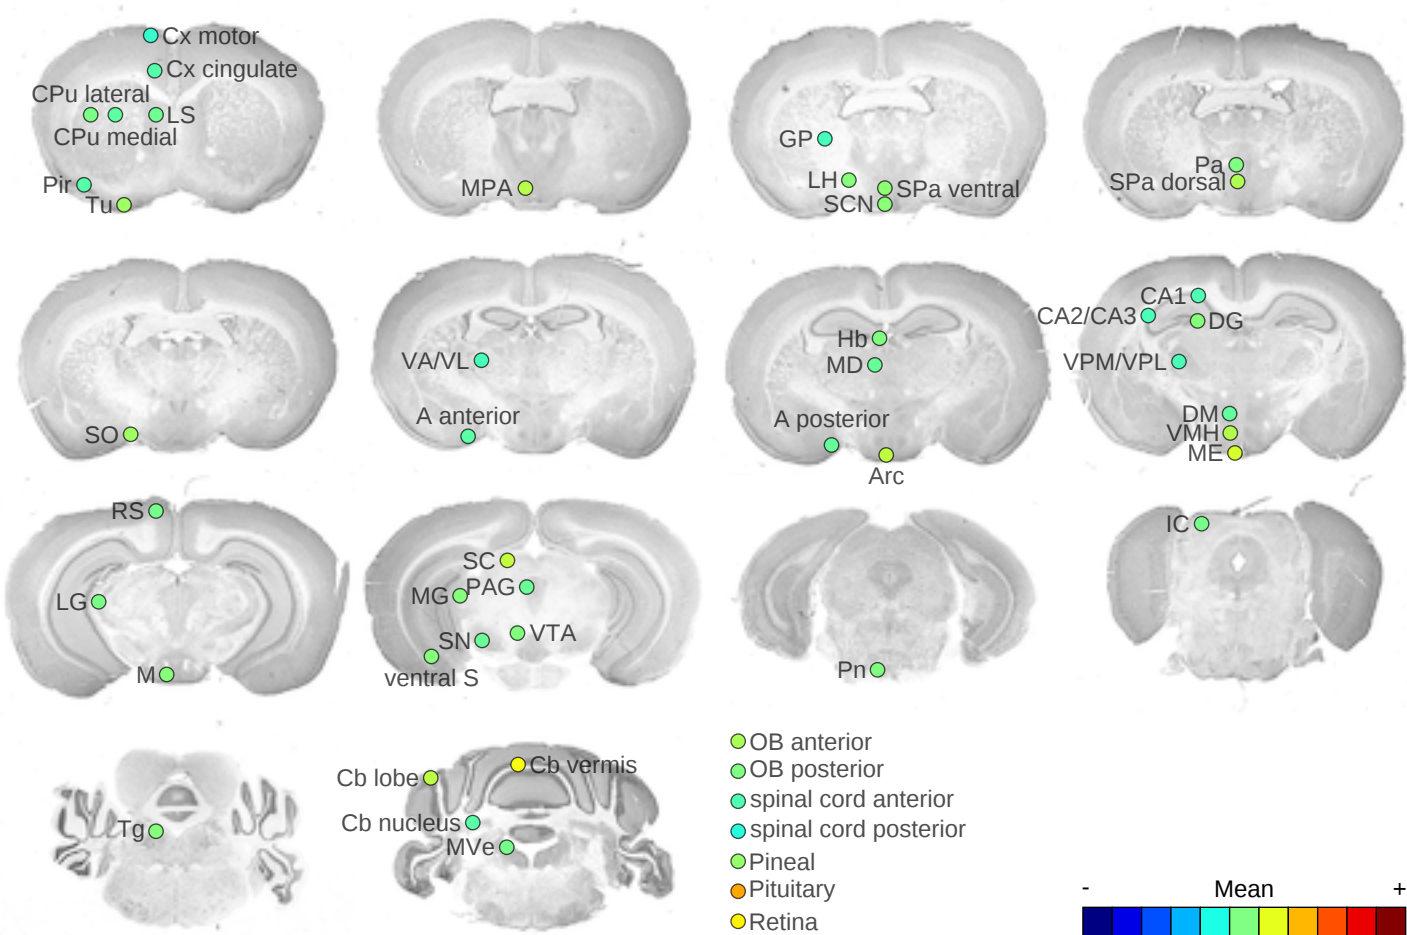 Cx motor
Cx cingulate
CPu lateral
LS
CPu medial
Pir
Tu
MPA
GP
LH
SPa ventral
SCN
Pa
SPa dorsal
SO
VA/VL
A anterior
Hb
MD
A posterior
Arc
CA1
CA2/CA3
DG
VPM/VPL
DM
VMH
ME
RS
LG
M
SC
PAG
MG
SN
VTA
ventral S
Pn
IC
Tg
Cb lobe
Cb vermis
Cb nucleus
MVe
OB anterior
OB posterior
spinal cord anterior
spinal cord posterior
Pineal
Pituitary
Retina
- Mean +